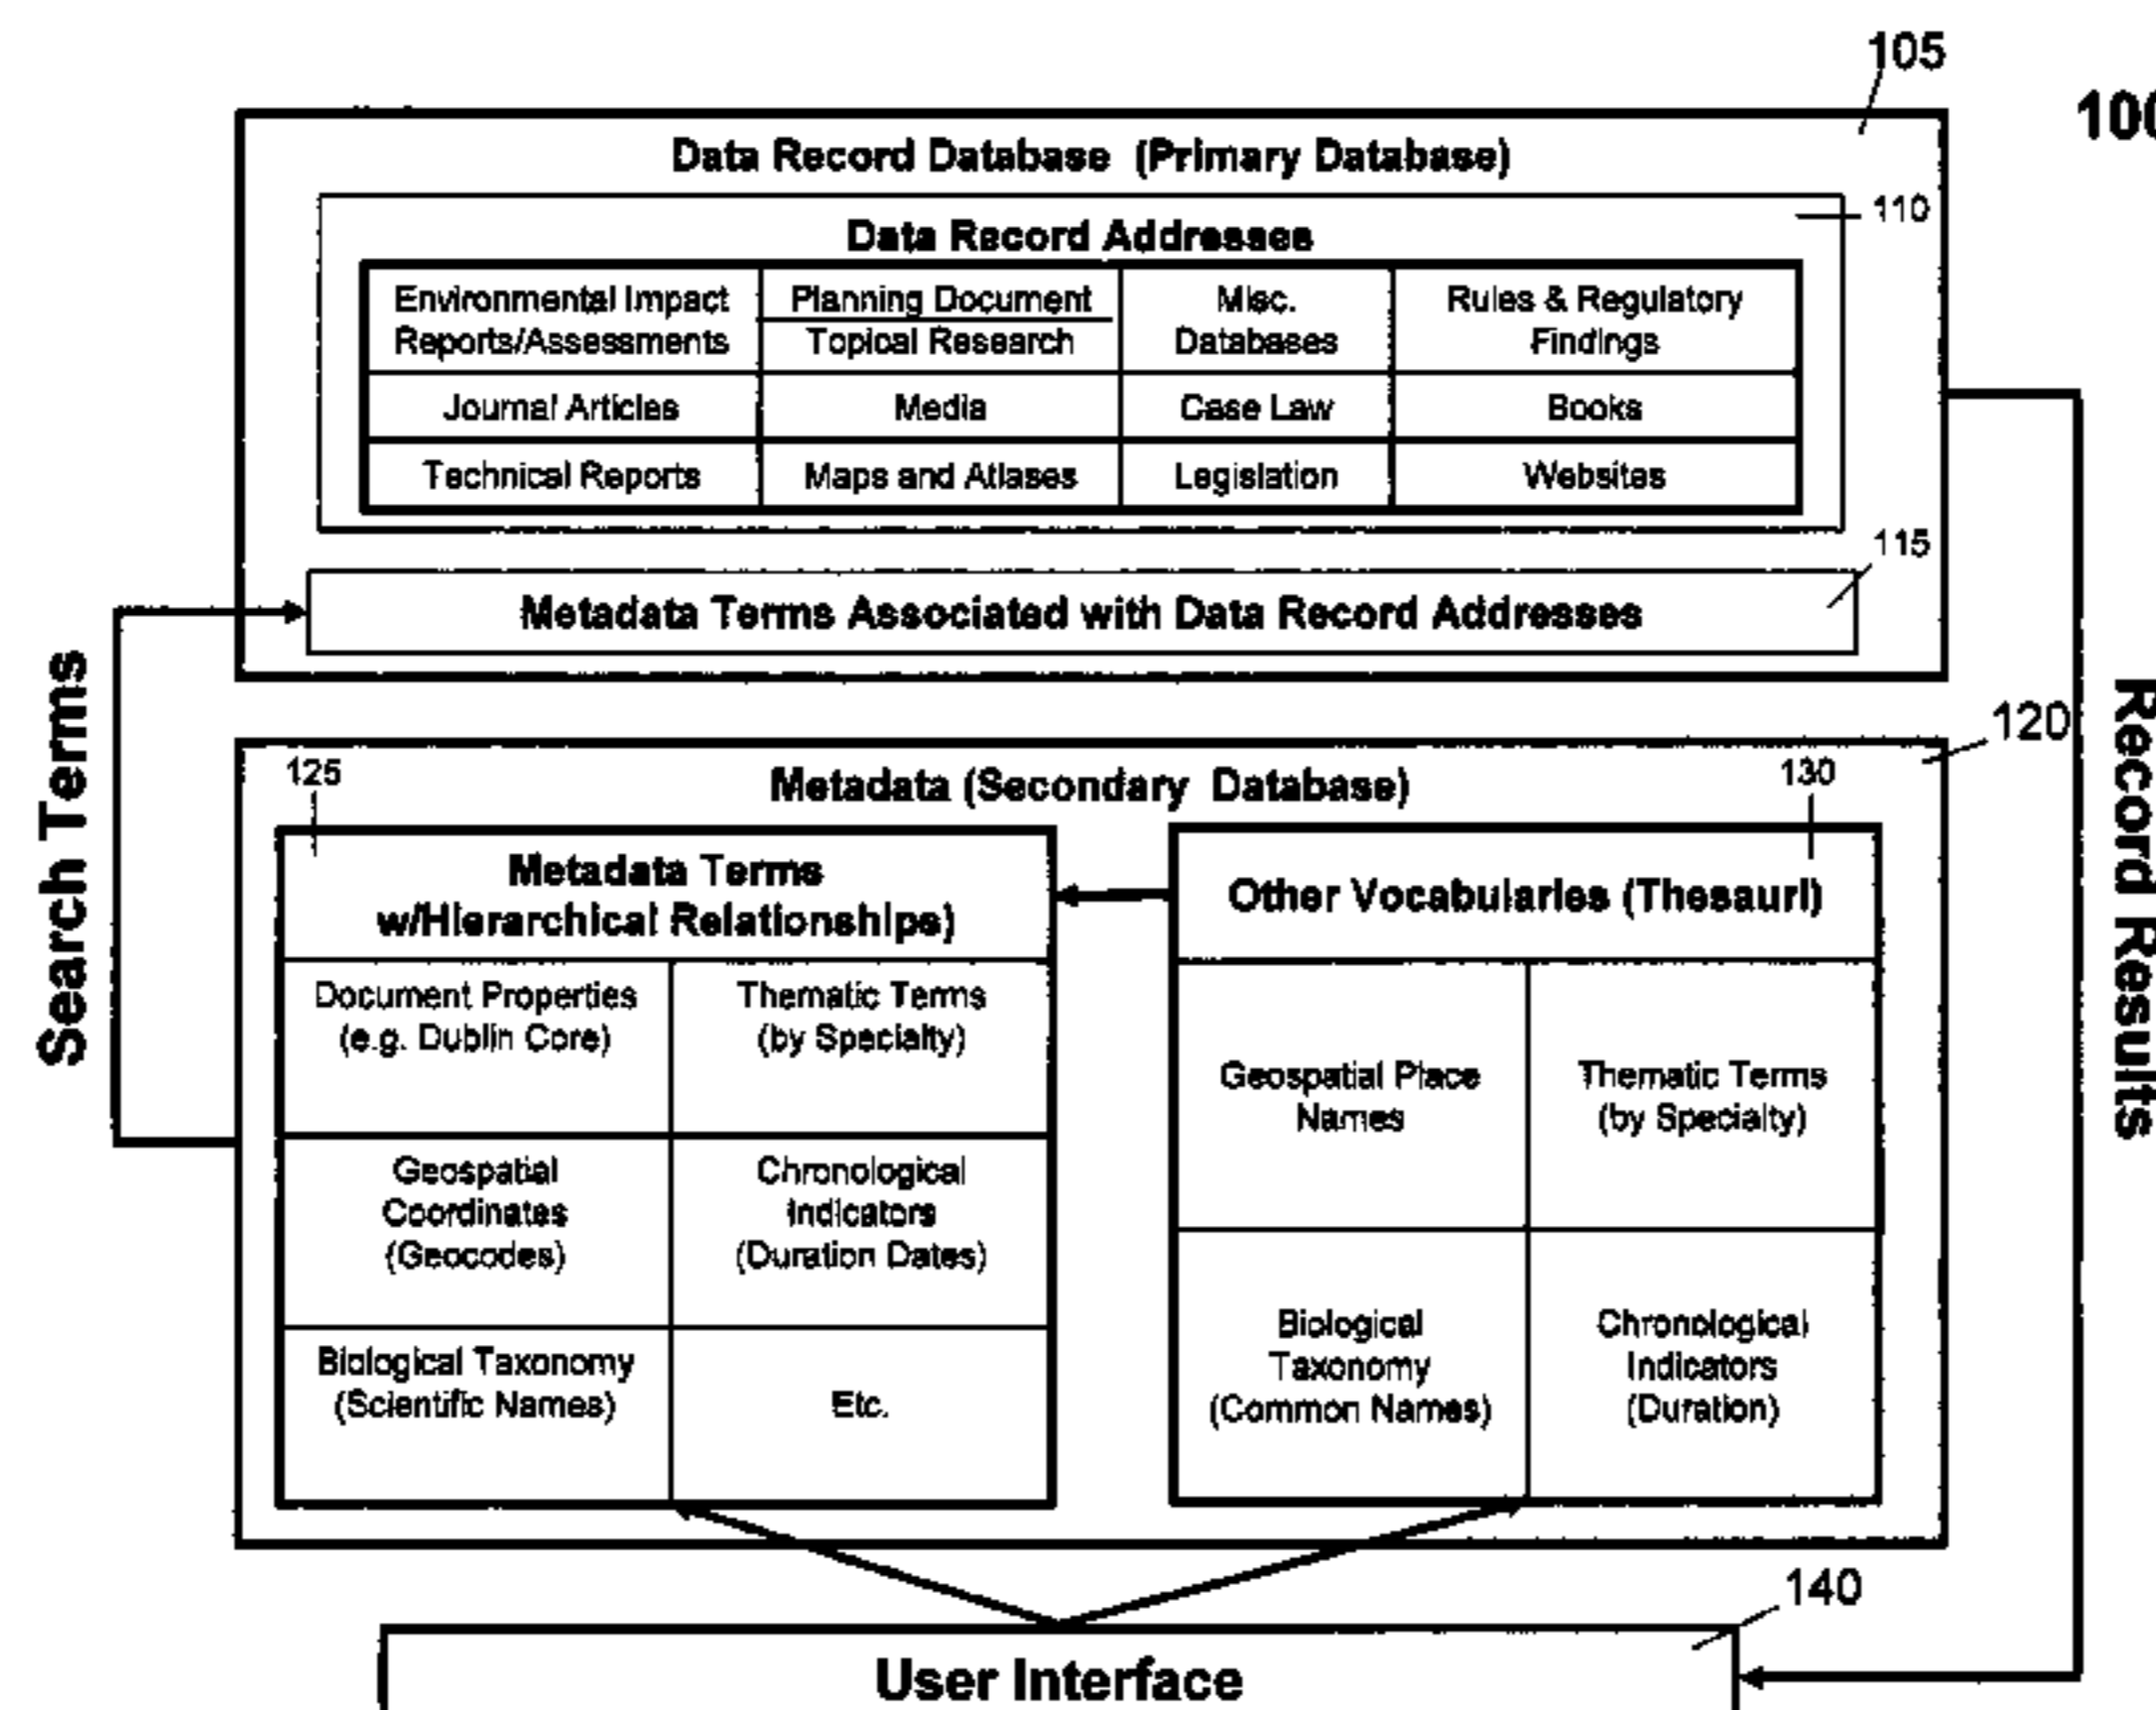 105
100
Data Record Database (Primary Database)
110
Data Record Addresses
Environmental Impact
Reports/Assessments
Planning Document
Topical Research
Misc.
Databases
Rules & Regulatory
Findings
Journal Articles
Media
Case Law
Books
Technical Reports
Maps and Atlases
Legislation
Websites
115
Metadata Terms Associated with Data Record Addresses
Search Terms
Record Results
120
125
Metadata (Secondary Database)
130
Metadata Terms
w/Hierarchical Relationships)
Other Vocabularies (Thesauri)
Document Properties
(e.g. Dublin Core)
Thematic Terms
(by Specialty)
Geospatial
Coordinates
(Geocodes)
Chronological
Indicators
(Duration Dates)
Biological Taxonomy
(Scientific Names)
Etc.
Geospatial Place
Names
Thematic Terms
(by Specialty)
Biological
Taxonomy
(Common Names)
Chronological
Indicators
(Duration)
140
User Interface